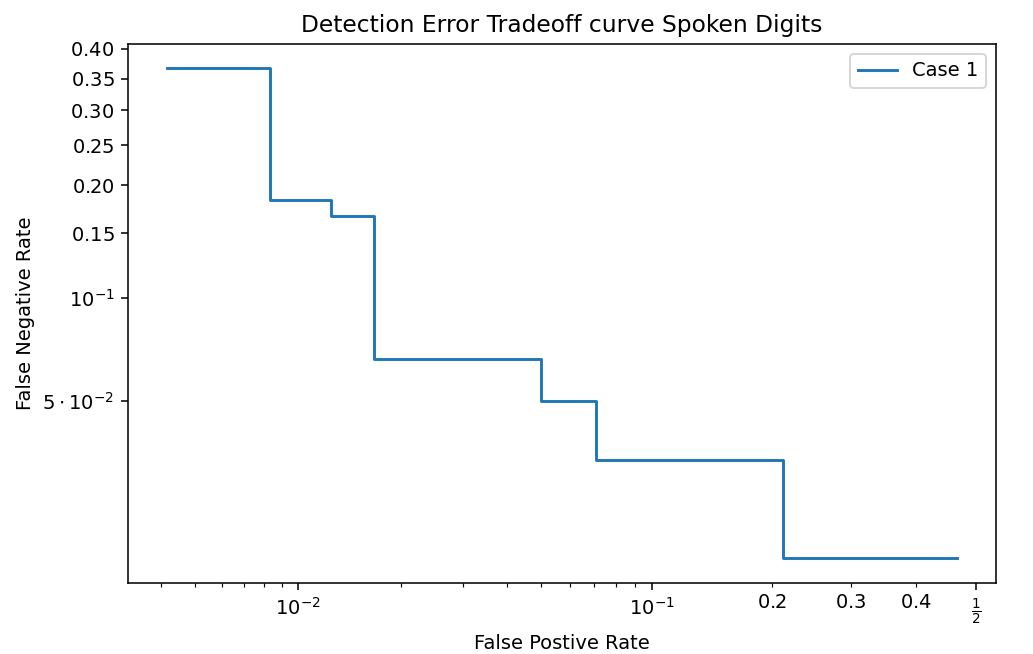 Detection Error Tradeoff curve Spoken Digits
Case 1
0.40
0.35
0.30
0.25
0.20
0.15
10⁻¹
5 · 10⁻²
False Negative Rate
10⁻² 10⁻¹ 0.2 0.3 0.4 ½
False Postive Rate